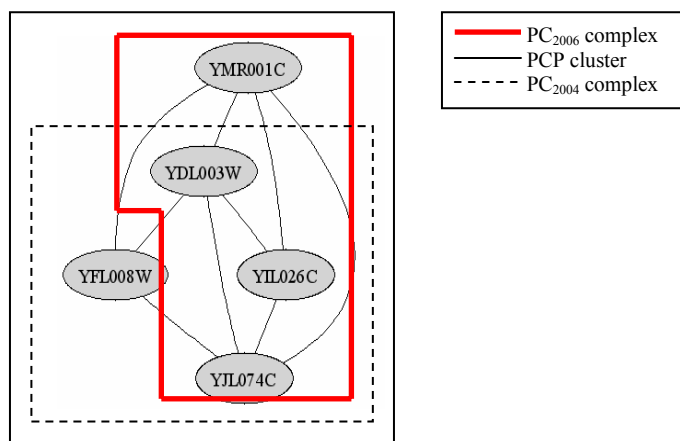 YMR001C
YDL003W
YFL008W
YIL026C
YJL074C
PC2006 complex
PCP cluster
PC2004 complex